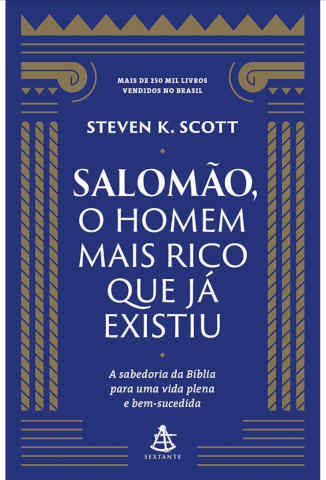 MAIS DE 250 MIL LIVROS
VENDIDOS NO BRASIL
STEVEN K. SCOTT
SALOMÃO,
O HOMEM
MAIS RICO
QUE JÁ
EXISTIU
A sabedoria da Bíblia
para uma vida plena
e bem-sucedida
SEXTANTE